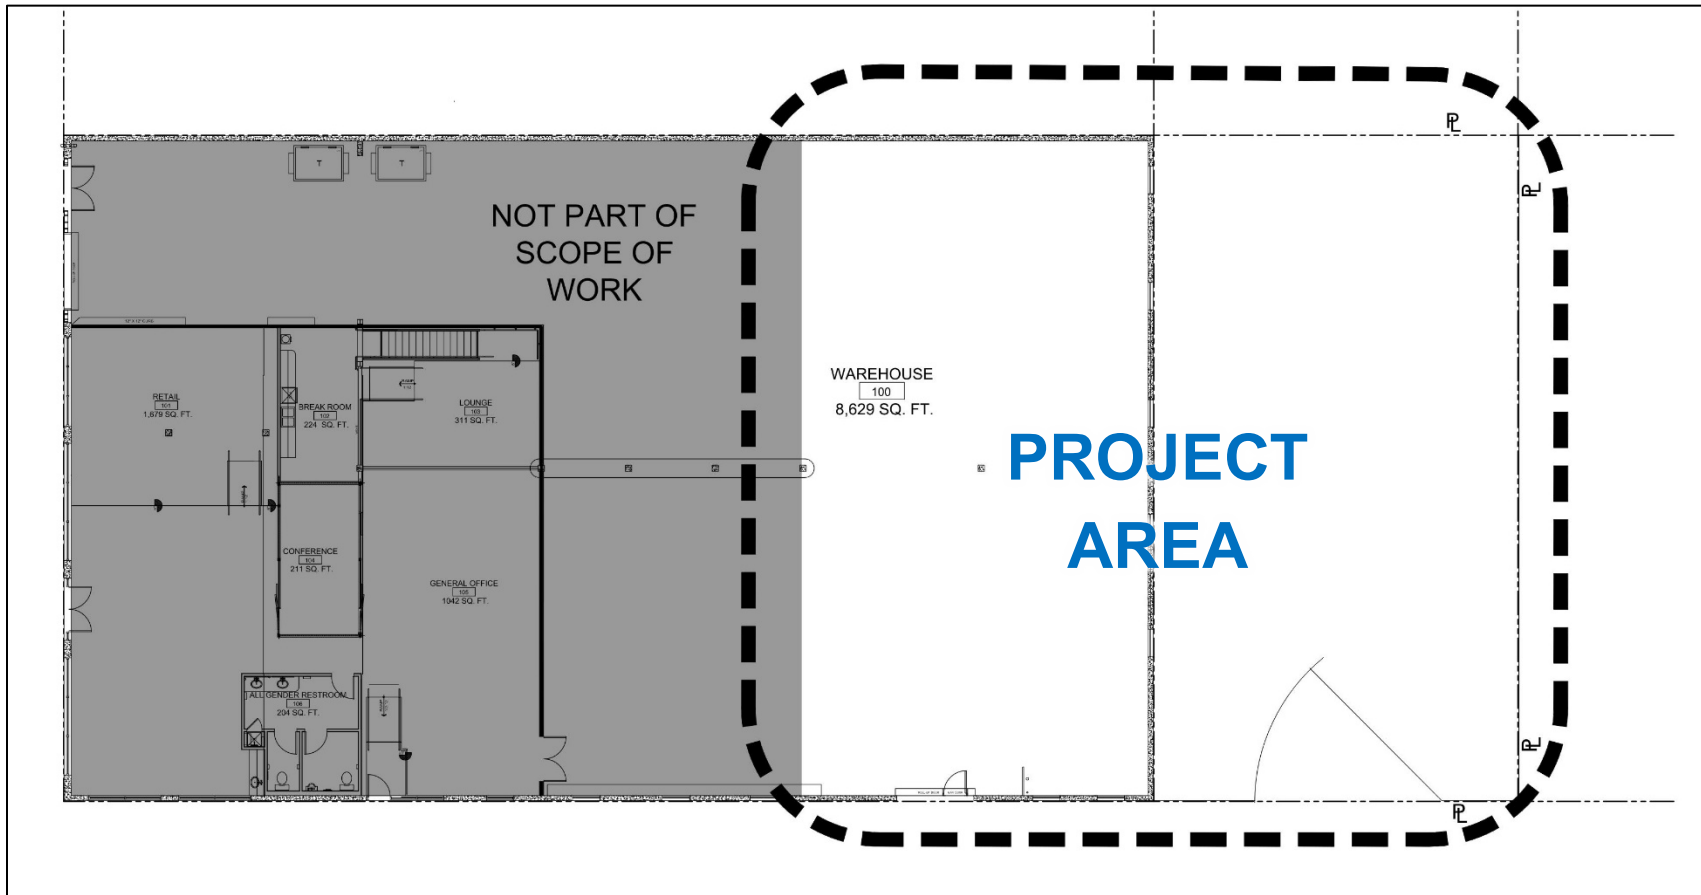 PL
PL
T
T
NOT PART OF
SCOPE OF
WORK
WAREHOUSE
100
8,629 SQ. FT.
RETAIL
101
1,679 SQ. FT.
BREAK ROOM
102
224 SQ. FT.
LOUNGE
103
311 SQ. FT.
PROJECT
AREA
CONFERENCE
104
211 SQ. FT.
GENERAL OFFICE
105
1042 SQ. FT.
ALL GENDER RESTROOM
106
204 SQ. FT.
PL
PL